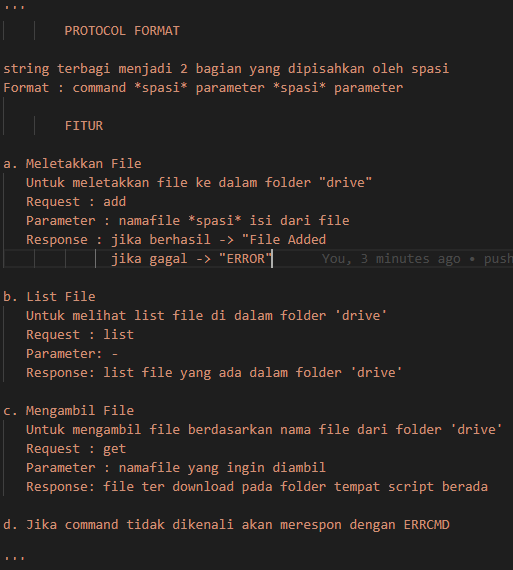 '''
PROTOCOL FORMAT
string terbagi menjadi 2 bagian yang dipisahkan oleh spasi
Format : command *spasi* parameter *spasi* parameter
FITUR
a. Meletakkan File
Untuk meletakkan file ke dalam folder "drive"
Request : add
Parameter : namafile *spasi* isi dari file
Response : jika berhasil -> "File Added
jika gagal -> "ERROR" You, 3 minutes ago • push
b. List File
Untuk melihat list file di dalam folder 'drive'
Request : list
Parameter: -
Response: list file yang ada dalam folder 'drive'
c. Mengambil File
Untuk mengambil file berdasarkan nama file dari folder 'drive'
Request : get
Parameter : namafile yang ingin diambil
Response: file ter download pada folder tempat script berada
d. Jika command tidak dikenali akan merespon dengan ERRCMD
'''